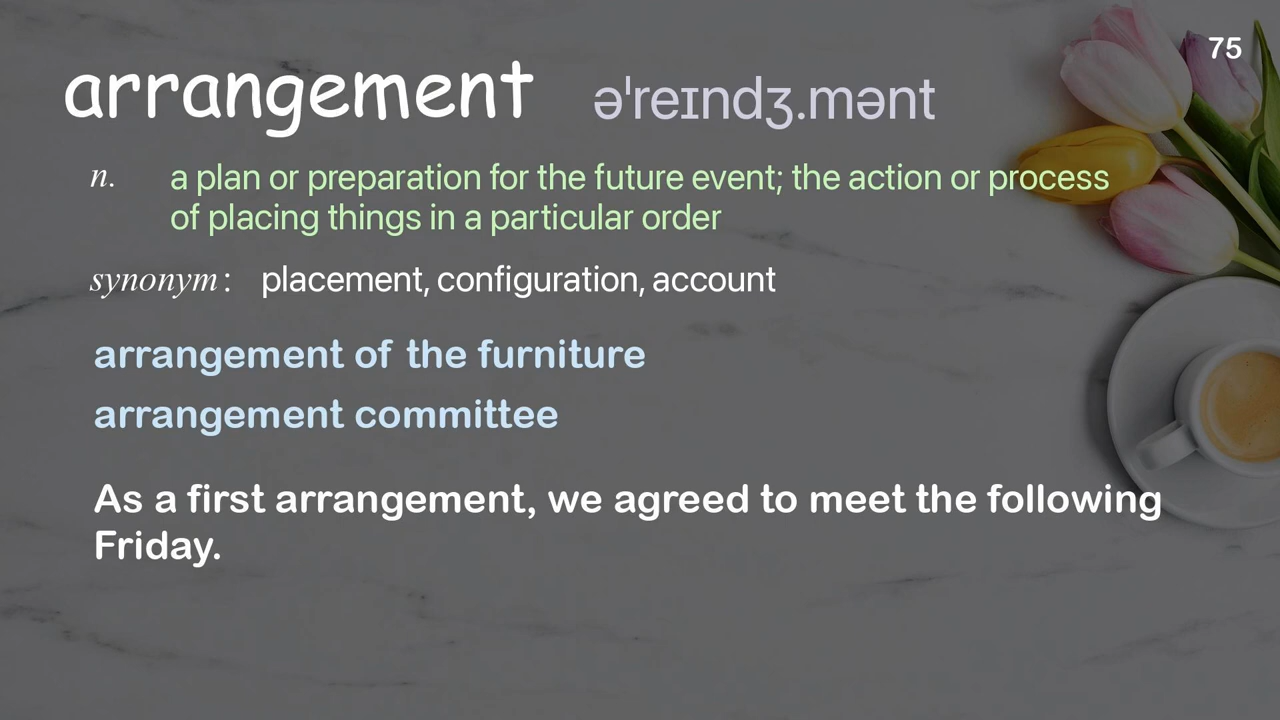 75
arrangement əˈreɪndʒ.mənt
n. a plan or preparation for the future event; the action or process
of placing things in a particular order
synonym: placement, configuration, account
arrangement of the furniture
arrangement committee
As a first arrangement, we agreed to meet the following
Friday.